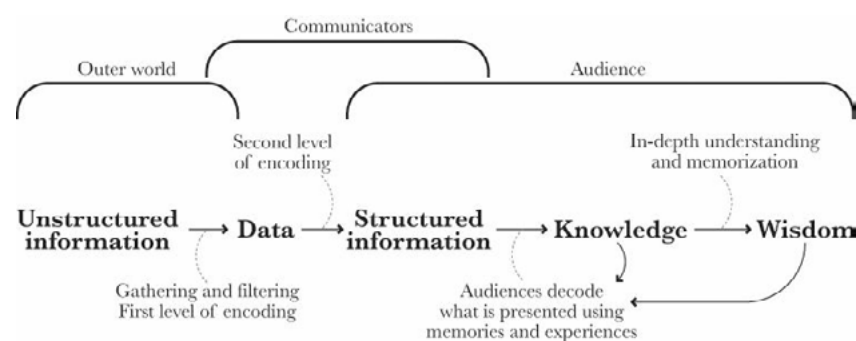 Communicators
Outer world
Audience
Second level
of encoding
In-depth understanding
and memorization
Unstructured
information
Data
Structured
information
Knowledge
Wisdom
Gathering and filtering
First level of encoding
Audiences decode
what is presented using
memories and experiences